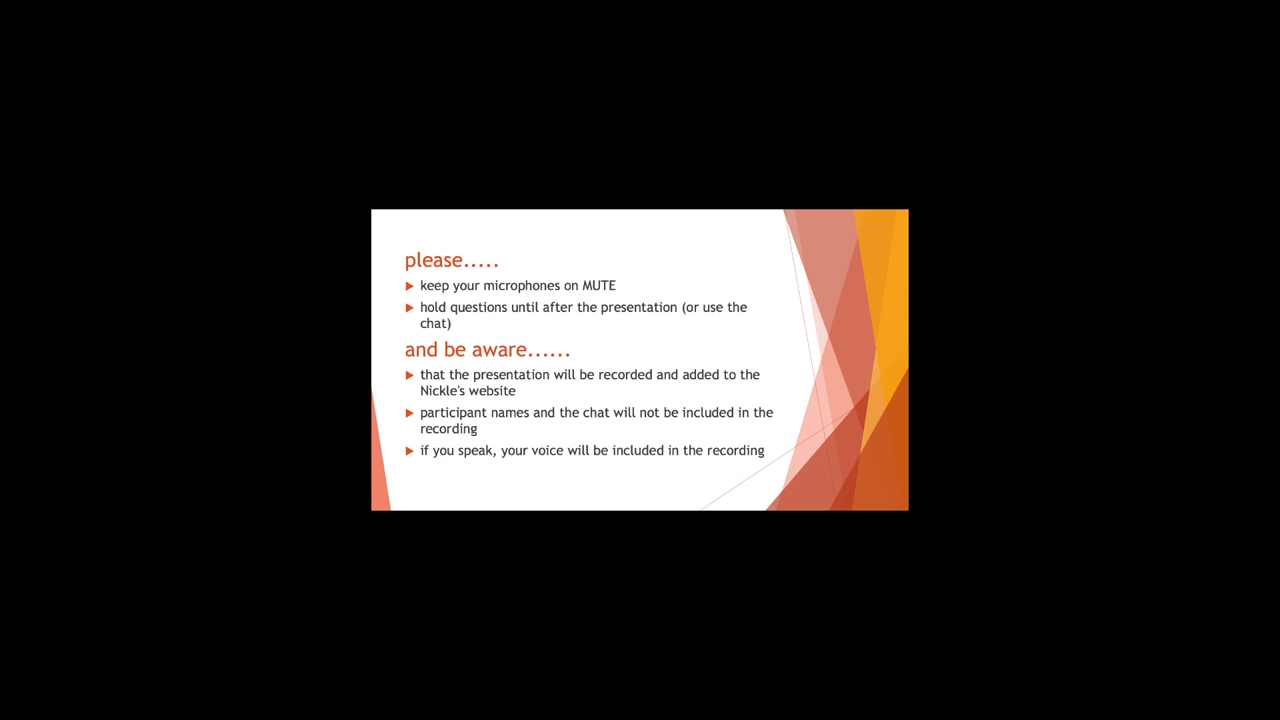 please.....
keep your microphones on MUTE
hold questions until after the presentation (or use the
chat)
and be aware......
that the presentation will be recorded and added to the
Nickle's website
participant names and the chat will not be included in the
recording
if you speak, your voice will be included in the recording